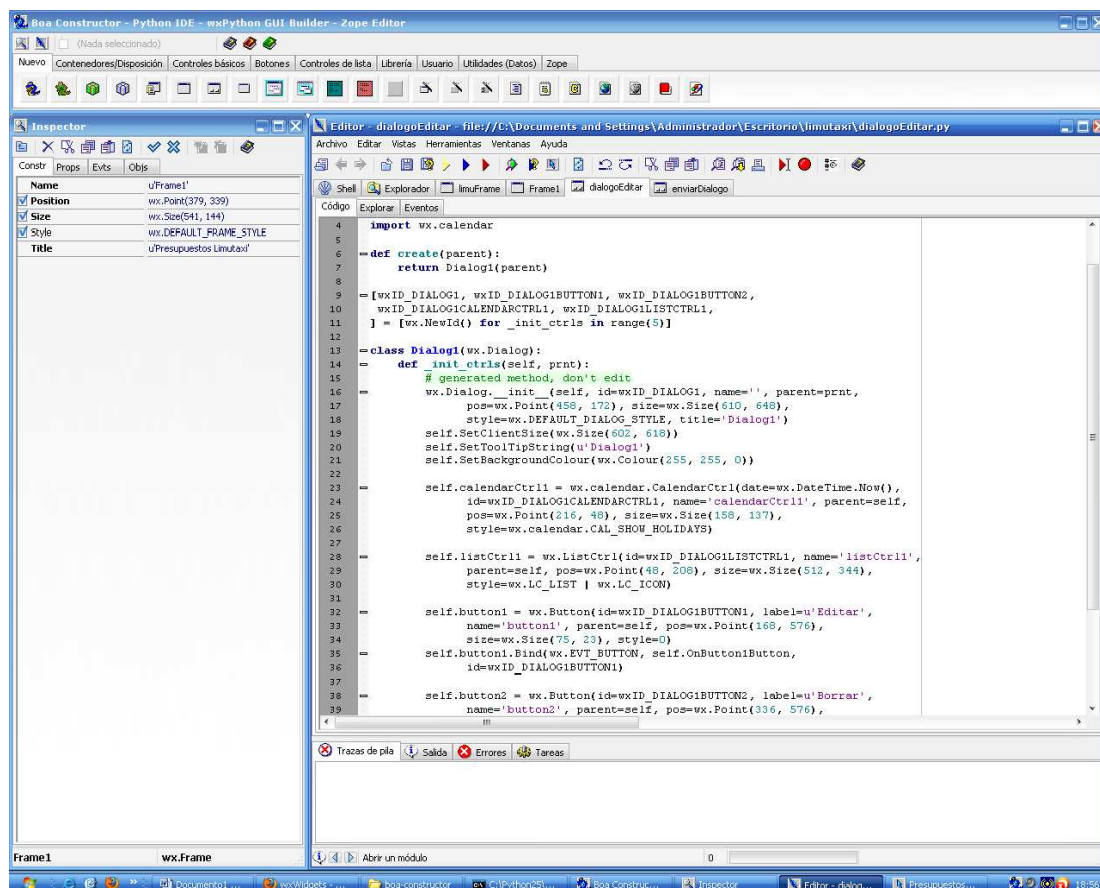 Boa Constructor - Python IDE - wxPython GUI Builder - Zope Editor
(Nada seleccionado)
Nuevo Contenedores/Disposición Controles básicos Botones Controles de lista Librería Usuario Utilidades (Datos) Zope
Inspector
Constr Props Evts Objs
Name u'Frame1'
Position wx.Point(379, 339)
Size wx.Size(541, 144)
Style wx.DEFAULT_FRAME_STYLE
Title u'Presupuestos Limutaxi'
Frame1 wx.Frame
Editor - dialogoEditar - file://C:\Documents and Settings\Administrador\Escritorio\limutaxi\dialogoEditar.py
Archivo Editar Vistas Herramientas Ventanas Ayuda
Shell Explorador limuFrame Frame1 dialogoEditar enviarDialogo
Código Explorar Eventos
4 import wx.calendar
5
6 def create(parent):
7 return Dialog1(parent)
8
9 [wxID_DIALOG1, wxID_DIALOG1BUTTON1, wxID_DIALOG1BUTTON2,
10 wxID_DIALOG1CALENDARCTRL1, wxID_DIALOG1LISTCTRL1,
11 ] = [wx.NewId() for _init_ctrls in range(5)]
12
13 class Dialog1(wx.Dialog):
14 def _init_ctrls(self, prnt):
15 # generated method, don't edit
16 wx.Dialog.__init__(self, id=wxID_DIALOG1, name='', parent=prnt,
17 pos=wx.Point(458, 172), size=wx.Size(610, 648),
18 style=wx.DEFAULT_DIALOG_STYLE, title='Dialog1')
19 self.SetClientSize(wx.Size(602, 618))
20 self.SetToolTipString(u'Dialog1')
21 self.SetBackgroundColour(wx.Colour(255, 255, 0))
22
23 self.calendarCtrl1 = wx.calendar.CalendarCtrl(date=wx.DateTime.Now(),
24 id=wxID_DIALOG1CALENDARCTRL1, name='calendarCtrl1', parent=self,
25 pos=wx.Point(216, 48), size=wx.Size(158, 137),
26 style=wx.calendar.CAL_SHOW_HOLIDAYS)
27
28 self.listCtrl1 = wx.ListCtrl(id=wxID_DIALOG1LISTCTRL1, name='listCtrl1',
29 parent=self, pos=wx.Point(48, 208), size=wx.Size(512, 344),
30 style=wx.LC_LIST | wx.LC_ICON)
31
32 self.button1 = wx.Button(id=wxID_DIALOG1BUTTON1, label=u'Editar',
33 name='button1', parent=self, pos=wx.Point(168, 576),
34 size=wx.Size(75, 23), style=0)
35 self.button1.Bind(wx.EVT_BUTTON, self.OnButton1Button,
36 id=wxID_DIALOG1BUTTON1)
37
38 self.button2 = wx.Button(id=wxID_DIALOG1BUTTON2, label=u'Borrar',
39 name='button2', parent=self, pos=wx.Point(336, 576),
Trazas de pila Salida Errores Tareas
Abrir un módulo 0
Documento1 ... wxWidgets - ... boa-constructor C:\Python25\... Boa Construc... Inspector Editor - dialog... Presupuestos... 18:56